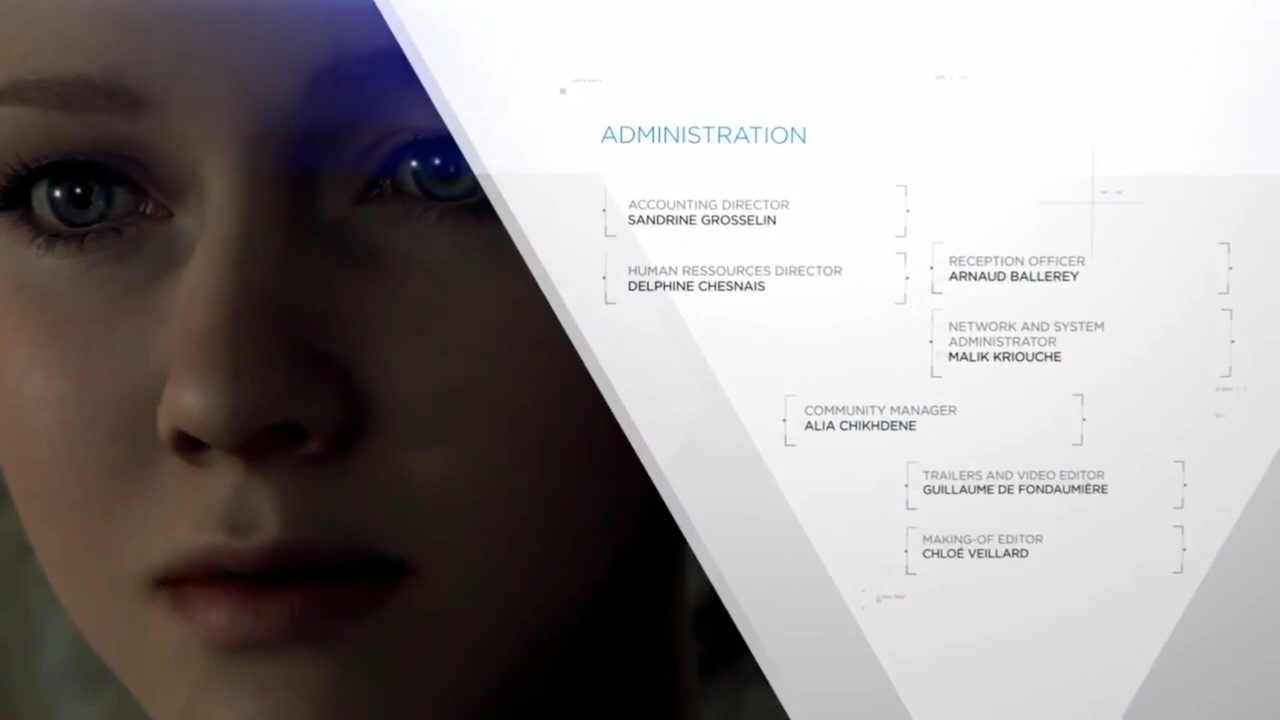 ADMINISTRATION
ACCOUNTING DIRECTOR
SANDRINE GROSSELIN
HUMAN RESSOURCES DIRECTOR
DELPHINE CHESNAIS
RECEPTION OFFICER
ARNAUD BALLEREY
NETWORK AND SYSTEM
ADMINISTRATOR
MALIK KRIOUCHE
COMMUNITY MANAGER
ALIA CHIKHDENE
TRAILERS AND VIDEO EDITOR
GUILLAUME DE FONDAUMIÈRE
MAKING-OF EDITOR
CHLOÉ VEILLARD